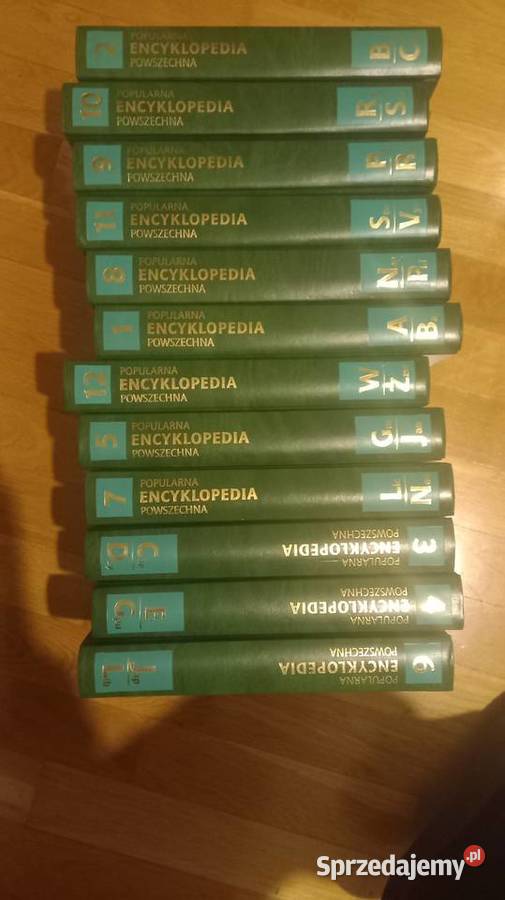 2
POPULARNA
ENCYKLOPEDIA
POWSZECHNA
B
C
10
POPULARNA
ENCYKLOPEDIA
POWSZECHNA
R
S
9
POPULARNA
ENCYKLOPEDIA
POWSZECHNA
P
R
11
POPULARNA
ENCYKLOPEDIA
POWSZECHNA
S
V
8
POPULARNA
ENCYKLOPEDIA
POWSZECHNA
N
P
1
POPULARNA
ENCYKLOPEDIA
POWSZECHNA
A
B
12
POPULARNA
ENCYKLOPEDIA
POWSZECHNA
W
Z
5
POPULARNA
ENCYKLOPEDIA
POWSZECHNA
G
J
7
POPULARNA
ENCYKLOPEDIA
POWSZECHNA
L
N
3
POPULARNA
ENCYKLOPEDIA
POWSZECHNA
C
D
4
POPULARNA
ENCYKLOPEDIA
POWSZECHNA
E
G
6
POPULARNA
ENCYKLOPEDIA
POWSZECHNA
J
L
Sprzedajemy.pl